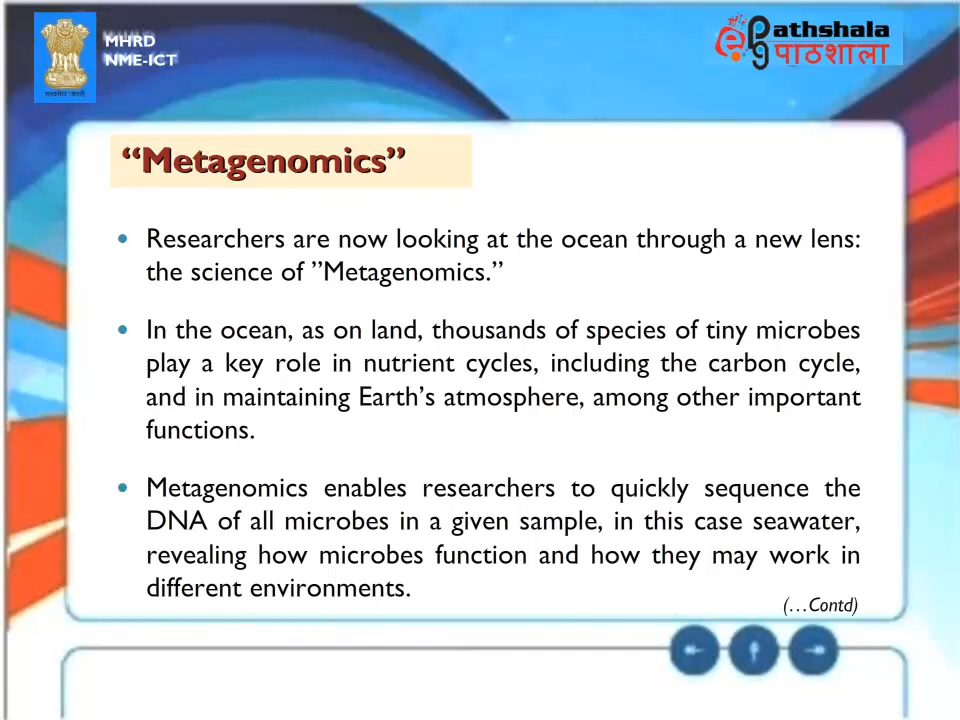 MHRD
NME-ICT
e
pg
athshala
पाठशाला
“Metagenomics”
• Researchers are now looking at the ocean through a new lens:
the science of ”Metagenomics.”
• In the ocean, as on land, thousands of species of tiny microbes
play a key role in nutrient cycles, including the carbon cycle,
and in maintaining Earth’s atmosphere, among other important
functions.
• Metagenomics enables researchers to quickly sequence the
DNA of all microbes in a given sample, in this case seawater,
revealing how microbes function and how they may work in
different environments.
(…Contd)